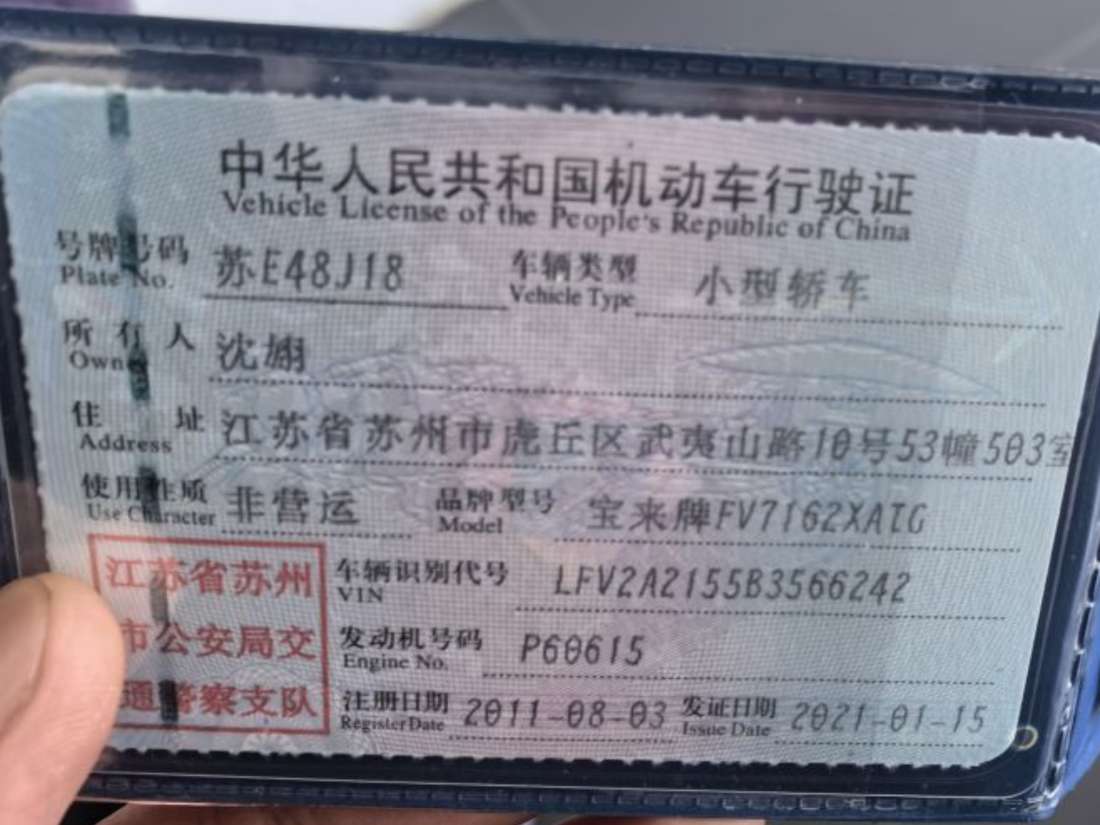 中华人民共和国机动车行驶证
Vehicle License of the People's Republic of China
号牌号码 苏E48J18 车辆类型 小型轿车
Plate No. Vehicle Type
所有人 沈姗
Owner
住址 江苏省苏州市虎丘区武夷山路10号53幢503室
Address
使用性质 非营运 品牌型号 宝来牌FV7162XATG
Use Character Model
江苏省苏州
市公安局交
通警察支队
车辆识别代号 LFV2A2155B3566242
VIN
发动机号码 P60615
Engine No.
注册日期 2011-08-03 发证日期 2021-01-15
Register Date Issue Date